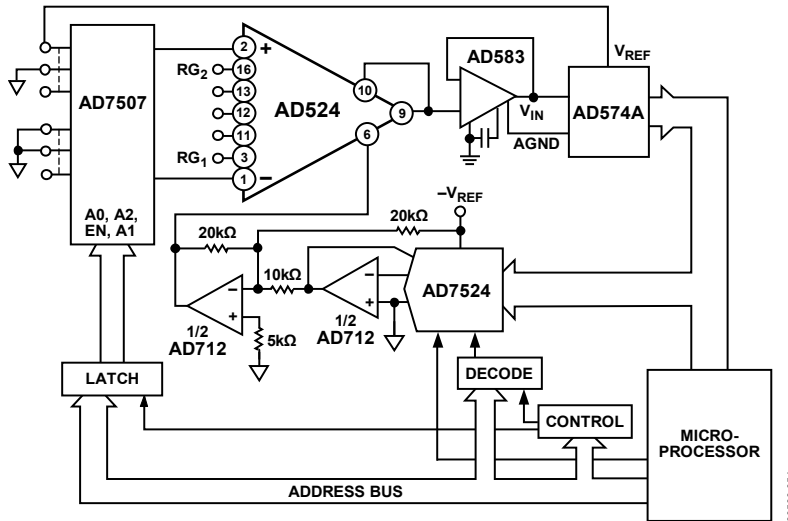 AD7507
A0, A2,
EN, A1
RG2
RG1
2
+
16
13
12
11
3
1
−
AD524
10
9
6
AD583
VIN
AGND
VREF
AD574A
20kΩ
20kΩ
−VREF
10kΩ
−
+
1/2
AD712
5kΩ
−
+
1/2
AD712
AD7524
LATCH
DECODE
CONTROL
MICRO-
PROCESSOR
ADDRESS BUS